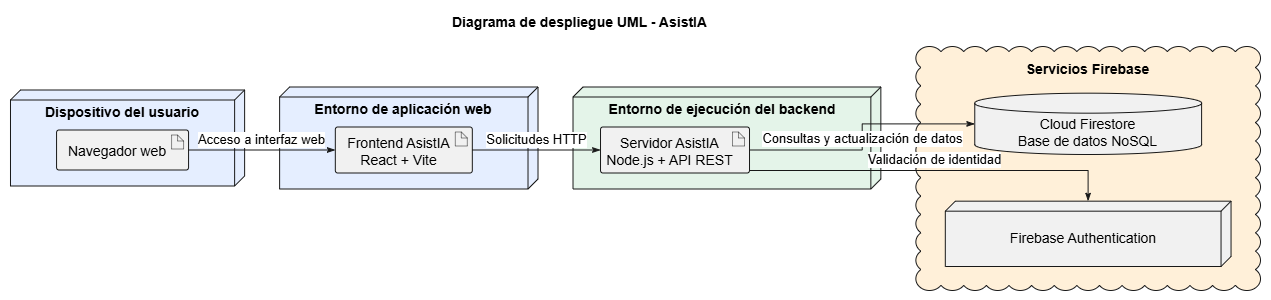 Diagrama de despliegue UML - AsistIA
Dispositivo del usuario
Navegador web
Acceso a interfaz web
Entorno de aplicación web
Frontend AsistIA
React + Vite
Solicitudes HTTP
Entorno de ejecución del backend
Servidor AsistIA
Node.js + API REST
Consultas y actualización de datos
Validación de identidad
Servicios Firebase
Cloud Firestore
Base de datos NoSQL
Firebase Authentication